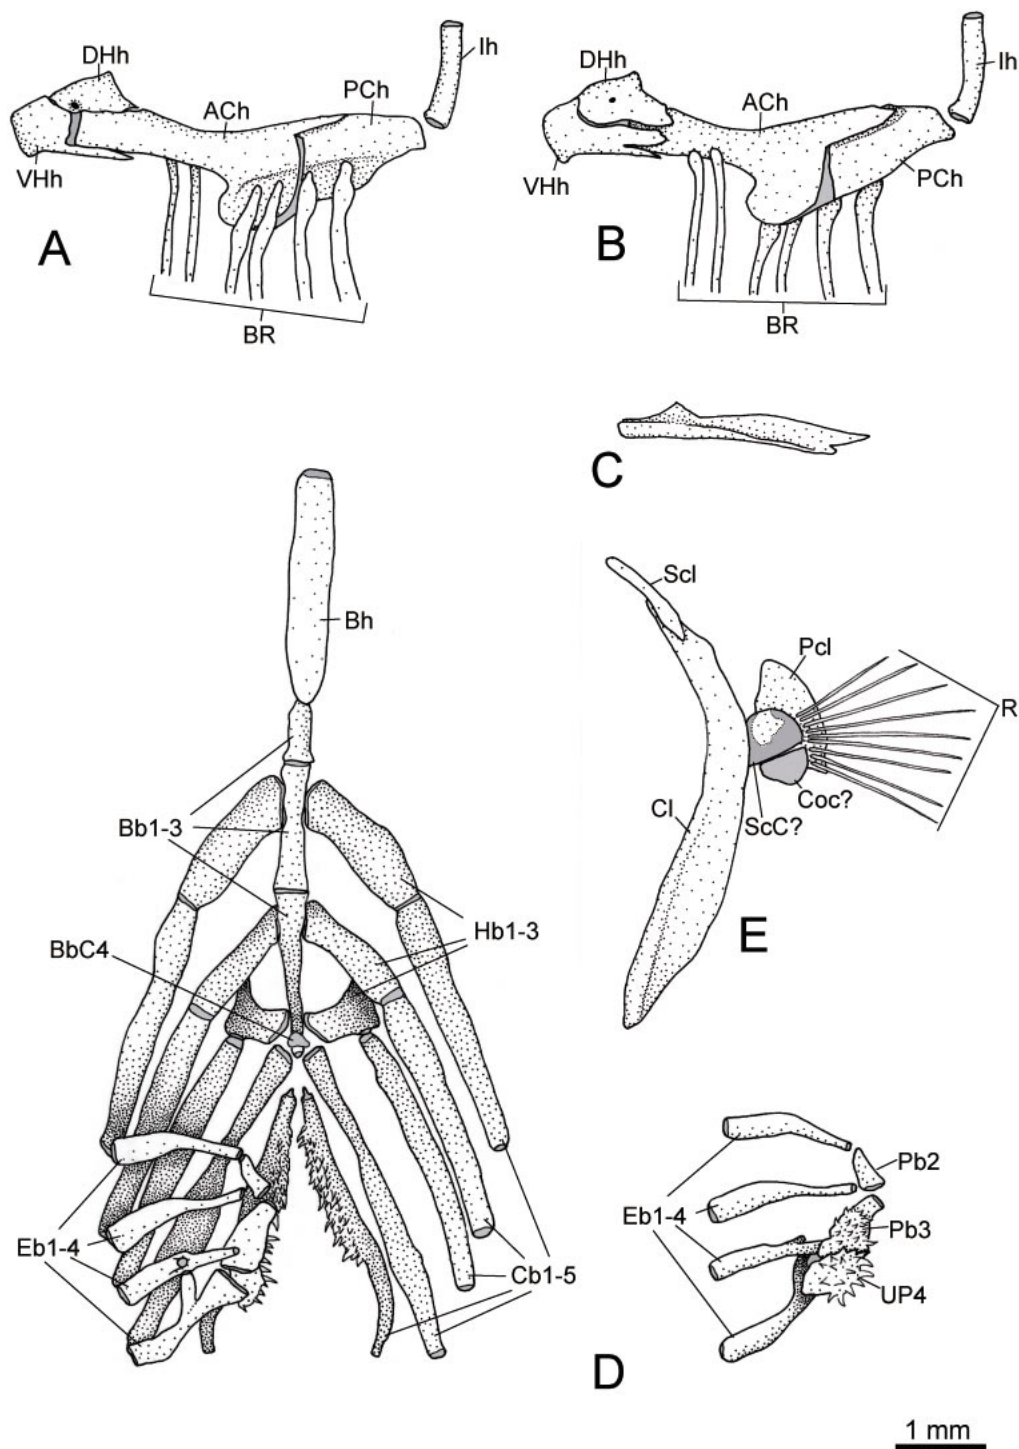 DHh
ACh
PCh
Ih
VHh
A
BR
DHh
ACh
Ih
VHh
PCh
B
BR
C
Bh
Bb1-3
BbC4
Hb1-3
Eb1-4
Cb1-5
Scl
Pcl
R
Cl
ScC?
Coc?
E
Pb2
Eb1-4
Pb3
UP4
D
1 mm